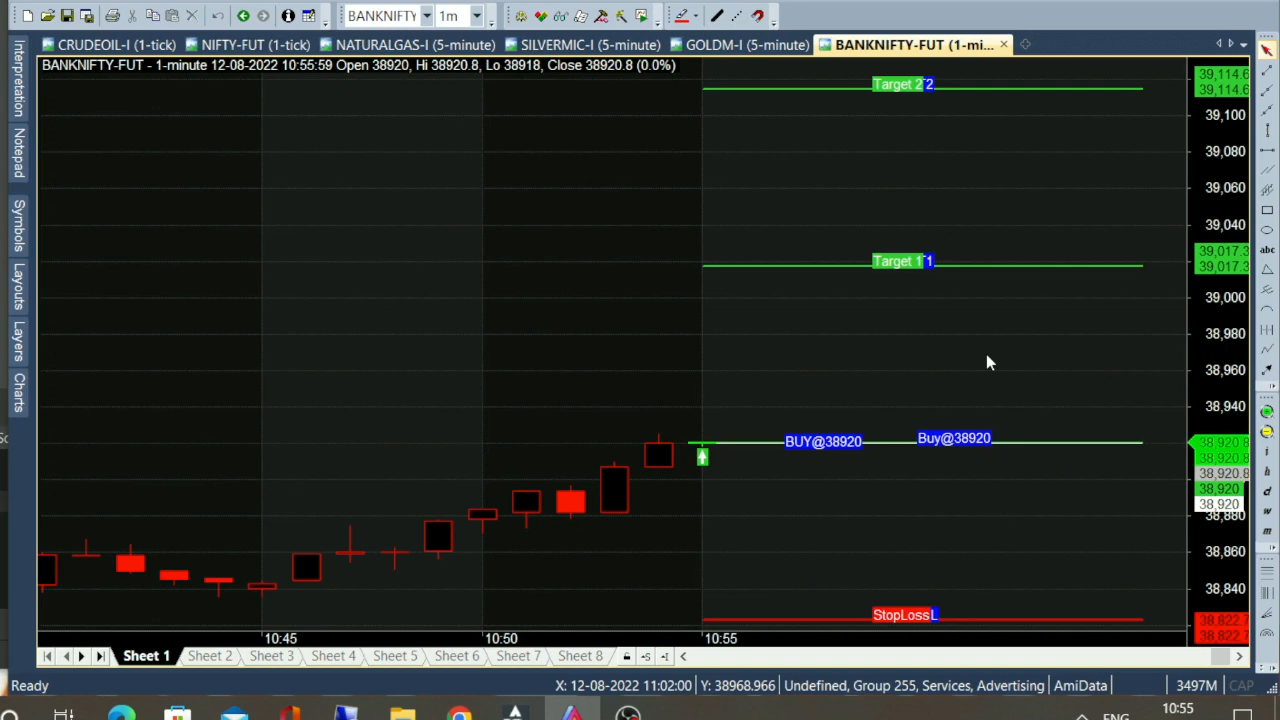 BANKNIFTY
1m
CRUDEOIL-I (1-tick)
NIFTY-FUT (1-tick)
NATURALGAS-I (5-minute)
SILVERMIC-I (5-minute)
GOLDM-I (5-minute)
BANKNIFTY-FUT (1-mi...
BANKNIFTY-FUT - 1-minute 12-08-2022 10:55:59 Open 38920, Hi 38920.8, Lo 38918, Close 38920.8 (0.0%)
Interpretation
Notepad
Symbols
Layouts
Layers
Charts
Target 2
39,114.6
39,114.6
39,100
39,080
39,060
39,040
39,017.3
Target 1
39,017.3
39,000
38,980
38,960
38,940
BUY@38920
Buy@38920
38,920.8
38,920.8
38,920.8
38,920
38,920
38,880
38,860
38,840
StopLoss
38,822.7
38,822.7
10:45
10:50
10:55
abc
i
h
d
w
m
Sheet 1
Sheet 2
Sheet 3
Sheet 4
Sheet 5
Sheet 6
Sheet 7
Sheet 8
Ready
X: 12-08-2022 11:02:00
Y: 38968.966
Undefined, Group 255, Services, Advertising
AmiData
3497M
CAP
ENG
10:55